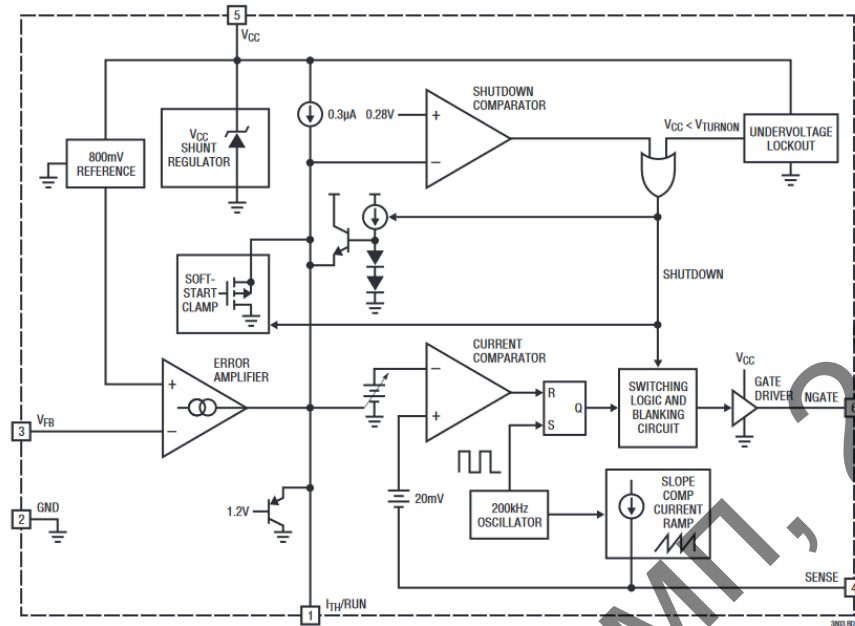 5
VCC
0.3µA
0.28V
SHUTDOWN
COMPARATOR
+
−
VCC < VTURNON
UNDERVOLTAGE
LOCKOUT
800mV
REFERENCE
VCC
SHUNT
REGULATOR
SOFT-
START
CLAMP
SHUTDOWN
ERROR
AMPLIFIER
+
−
CURRENT
COMPARATOR
−
+
R
S
Q
SWITCHING
LOGIC AND
BLANKING
CIRCUIT
VCC
GATE
DRIVER
NGATE
6
3
VFB
2
GND
1.2V
20mV
200kHz
OSCILLATOR
SLOPE
COMP
CURRENT
RAMP
SENSE
4
1
ITH/RUN
3803 BD